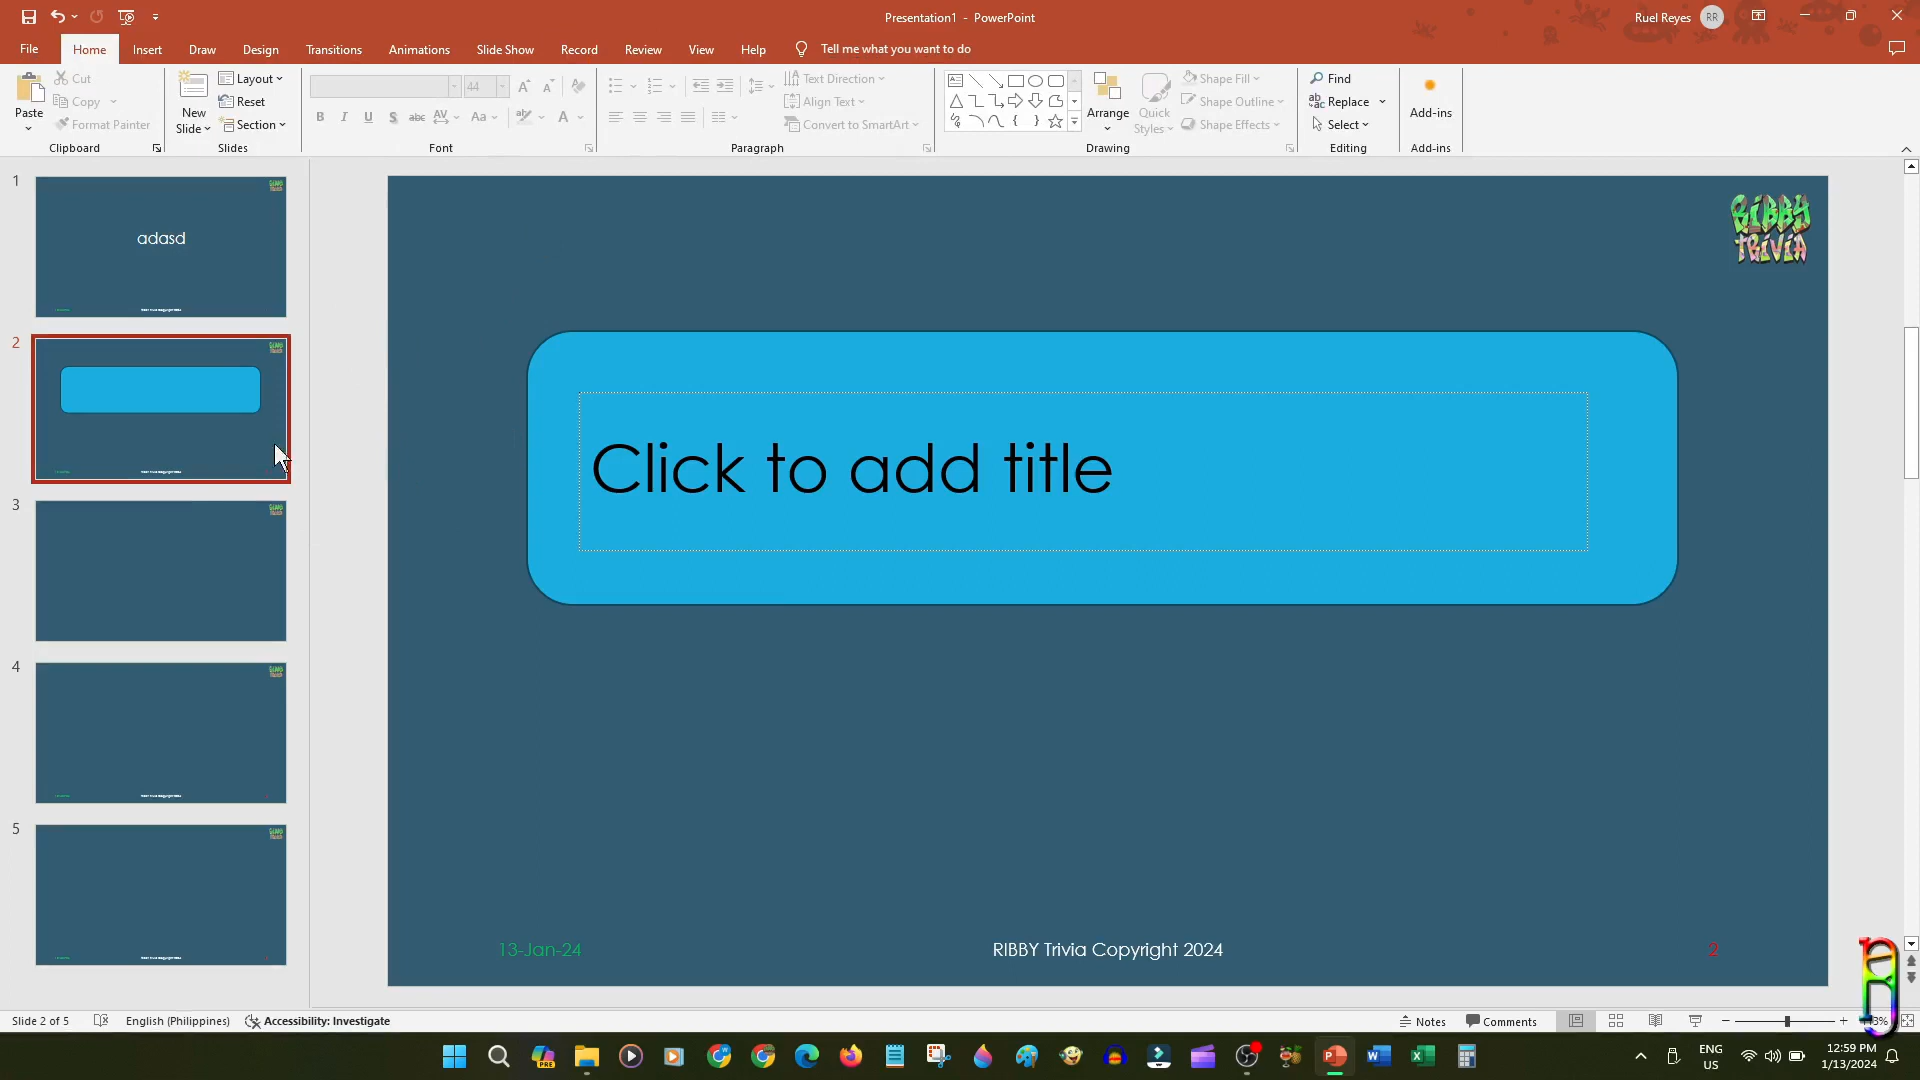 Presentation1 - PowerPoint
Ruel Reyes
RR
File
Home
Insert
Draw
Design
Transitions
Animations
Slide Show
Record
Review
View
Help
Tell me what you want to do
Paste
Cut
Copy
Format Painter
Clipboard
New
Slide
Layout
Reset
Section
Slides
44
B I U S abc AV Aa A
Font
Text Direction
Align Text
Convert to SmartArt
Paragraph
Arrange
Quick
Styles
Shape Fill
Shape Outline
Shape Effects
Drawing
Find
Replace
Select
Editing
Add-ins
Add-ins
1
adasd
2
3
4
5
RIBBY
TRIVIA
Click to add title
13-Jan-24
RIBBY Trivia Copyright 2024
2
Slide 2 of 5
English (Philippines)
Accessibility: Investigate
Notes
Comments
ENG
US
12:59 PM
1/13/2024